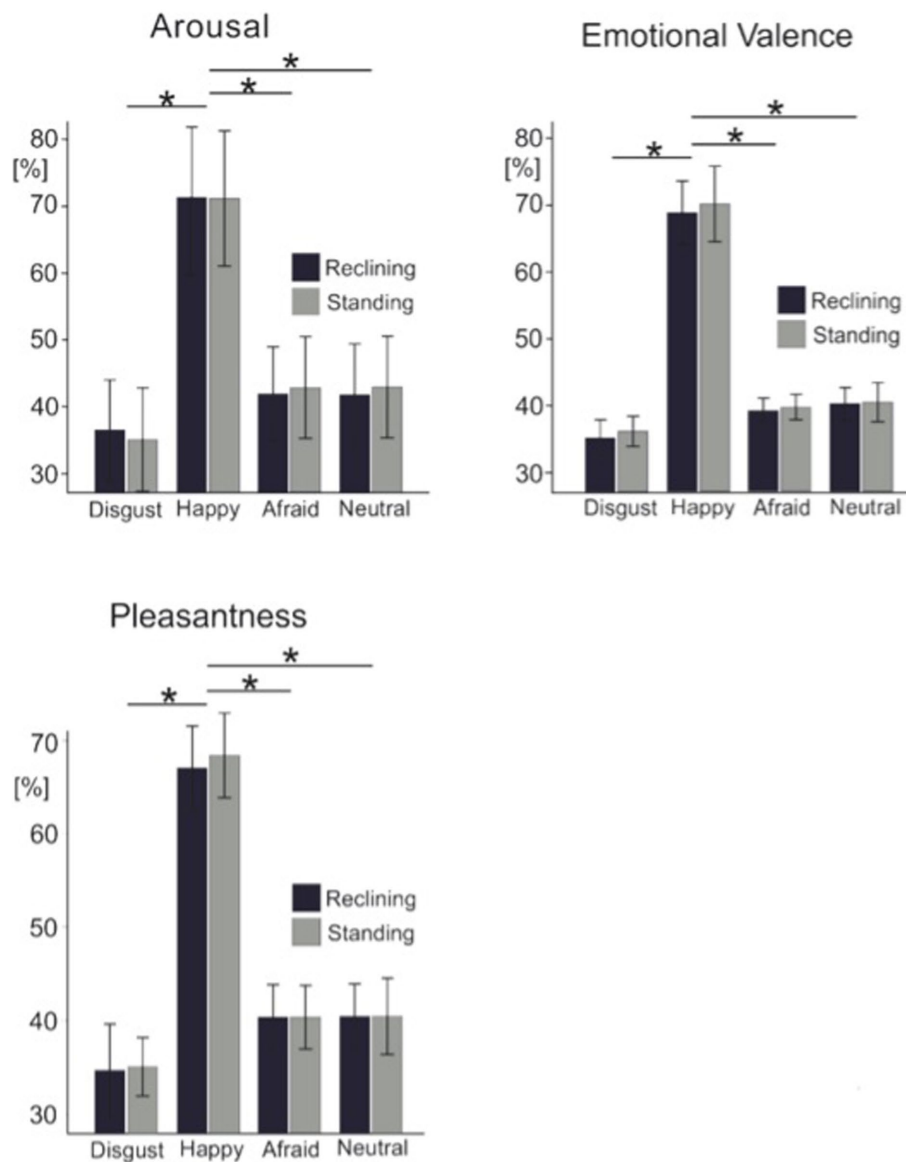 Arousal
*
*
*
80
[%]
70
60
50
40
30
Reclining
Standing
Disgust Happy Afraid Neutral
Emotional Valence
*
*
*
80
[%]
70
60
50
40
30
Reclining
Standing
Disgust Happy Afraid Neutral
Pleasantness
*
*
*
70
[%]
60
50
40
30
Reclining
Standing
Disgust Happy Afraid Neutral